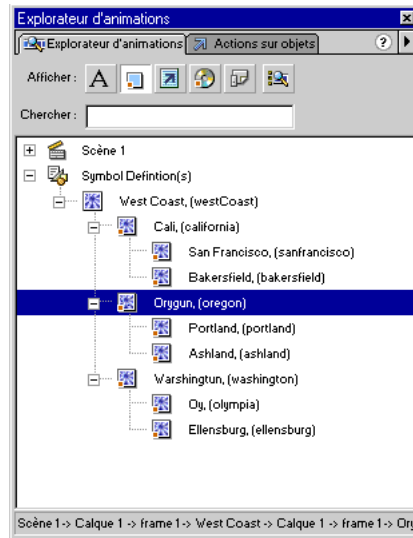 Explorateur d'animations
Explorateur d'animations Actions sur objets ?
Afficher : A
Chercher :
Scène 1
Symbol Defintion(s)
West Coast, (westCoast)
Cali, (california)
San Francisco, (sanfrancisco)
Bakersfield, (bakersfield)
Orygun, (oregon)
Portland, (portland)
Ashland, (ashland)
Warshingtun, (washington)
Oy, (olympia)
Ellensburg, (ellensburg)
Scène 1 -> Calque 1 -> frame 1 -> West Coast -> Calque 1 -> frame 1 -> Ory